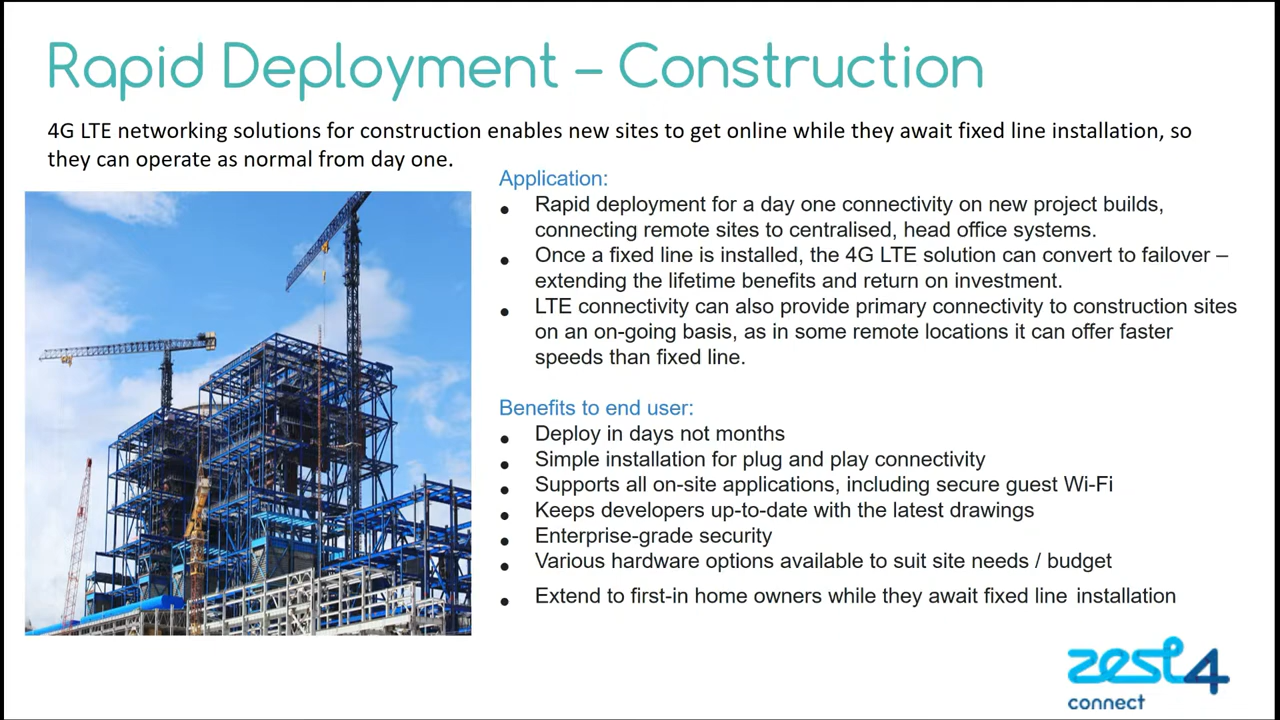 Rapid Deployment – Construction
4G LTE networking solutions for construction enables new sites to get online while they await fixed line installation, so
they can operate as normal from day one.
Application:
● Rapid deployment for a day one connectivity on new project builds,
connecting remote sites to centralised, head office systems.
● Once a fixed line is installed, the 4G LTE solution can convert to failover –
extending the lifetime benefits and return on investment.
● LTE connectivity can also provide primary connectivity to construction sites
on an on-going basis, as in some remote locations it can offer faster
speeds than fixed line.
Benefits to end user:
● Deploy in days not months
● Simple installation for plug and play connectivity
● Supports all on-site applications, including secure guest Wi-Fi
● Keeps developers up-to-date with the latest drawings
● Enterprise-grade security
● Various hardware options available to suit site needs / budget
● Extend to first-in home owners while they await fixed line installation
zest4
connect